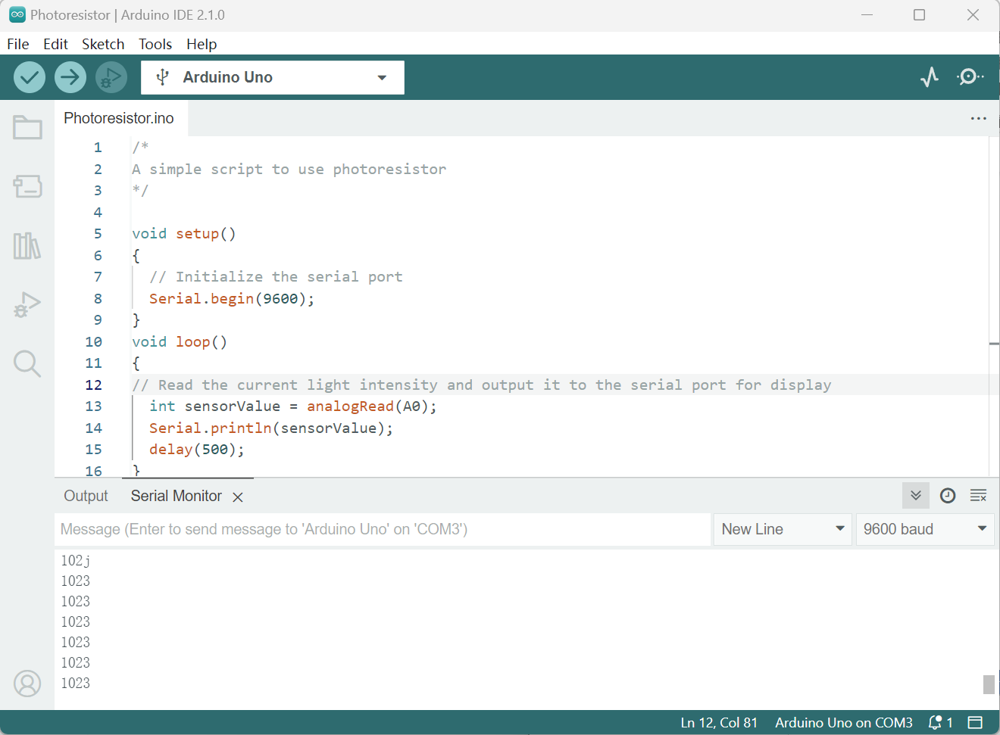 Photoresistor | Arduino IDE 2.1.0
File Edit Sketch Tools Help
Arduino Uno
Photoresistor.ino
1 /*
2 A simple script to use photoresistor
3 */
4
5 void setup()
6 {
7 // Initialize the serial port
8 Serial.begin(9600);
9 }
10 void loop()
11 {
12 // Read the current light intensity and output it to the serial port for display
13 int sensorValue = analogRead(A0);
14 Serial.println(sensorValue);
15 delay(500);
16 }
Output Serial Monitor
Message (Enter to send message to 'Arduino Uno' on 'COM3') New Line 9600 baud
102j
1023
1023
1023
1023
1023
1023
Ln 12, Col 81 Arduino Uno on COM3 1